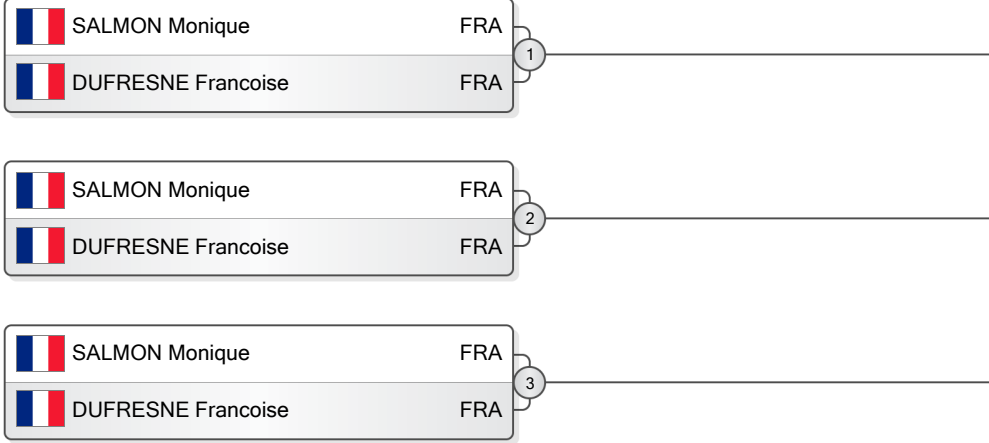 SALMON Monique FRA
1
DUFRESNE Francoise FRA
SALMON Monique FRA
2
DUFRESNE Francoise FRA
SALMON Monique FRA
3
DUFRESNE Francoise FRA